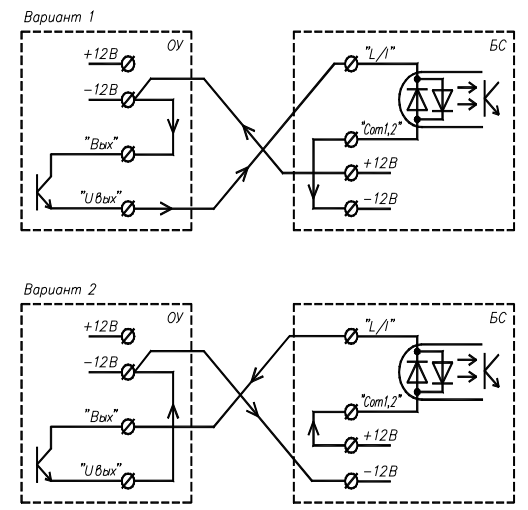 Вариант 1
ОУ
БС
+12В
-12В
"Вых"
"Uвых"
"L/I"
"Com1,2"
+12В
-12В
Вариант 2
ОУ
БС
+12В
-12В
"Вых"
"Uвых"
"L/I"
"Com1,2"
+12В
-12В